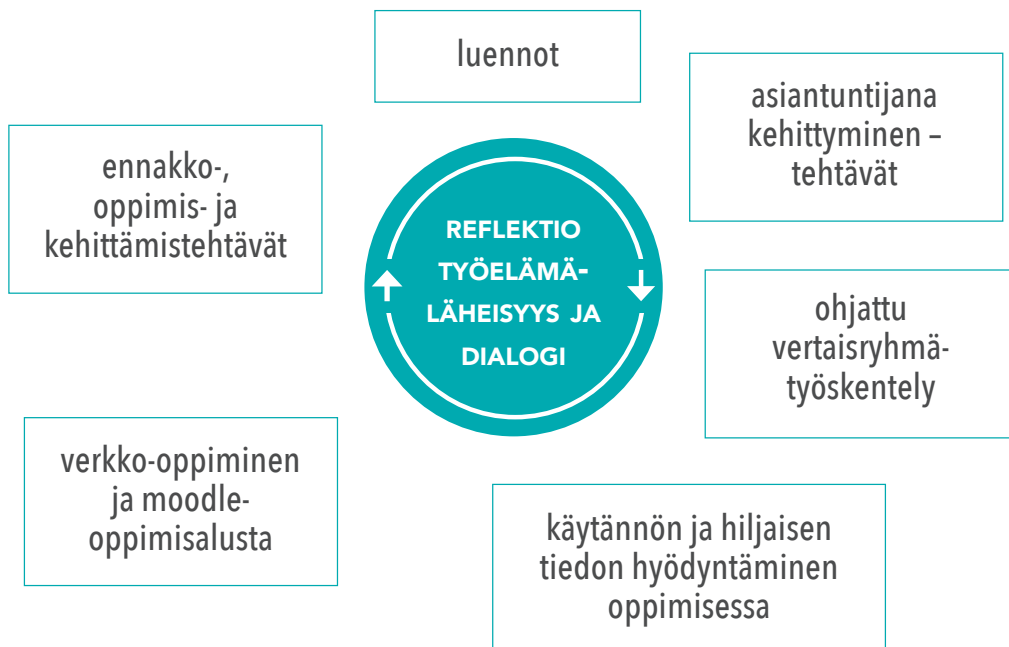 luennot
asiantuntijana
kehittyminen –
tehtävät
ennakko-,
oppimis- ja
kehittämistehtävät
REFLEKTIO
TYÖELÄMÄ-
LÄHEISYYS JA
DIALOGI
ohjattu
vertaisryhmä-
työskentely
verkko-oppiminen
ja moodle-
oppimisalusta
käytännön ja hiljaisen
tiedon hyödyntäminen
oppimisessa